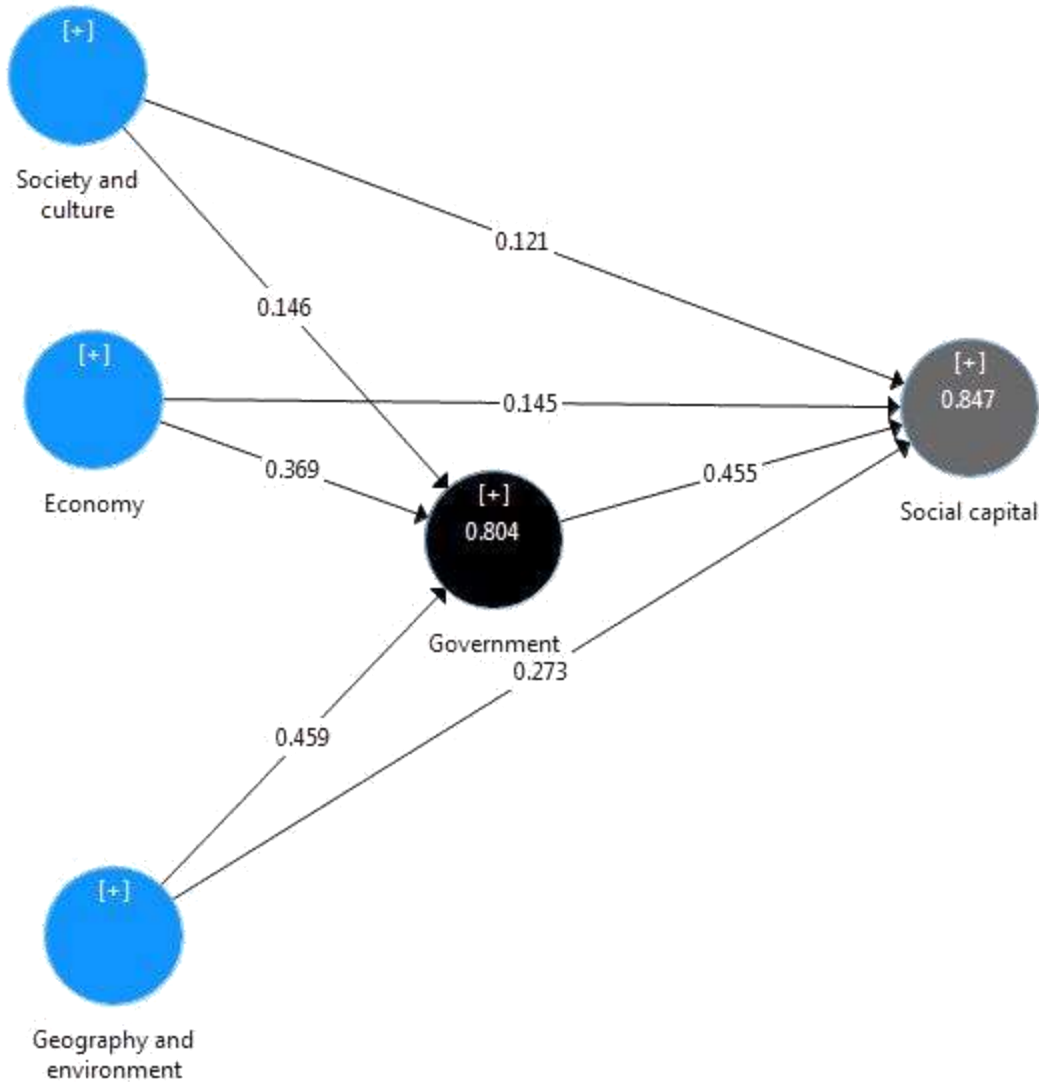 [+]
Society and
culture
0.121
0.146
[+]
Economy
0.145
0.369
[+]
0.847
Social capital
0.455
[+]
0.804
Government
0.273
0.459
[+]
Geography and
environment